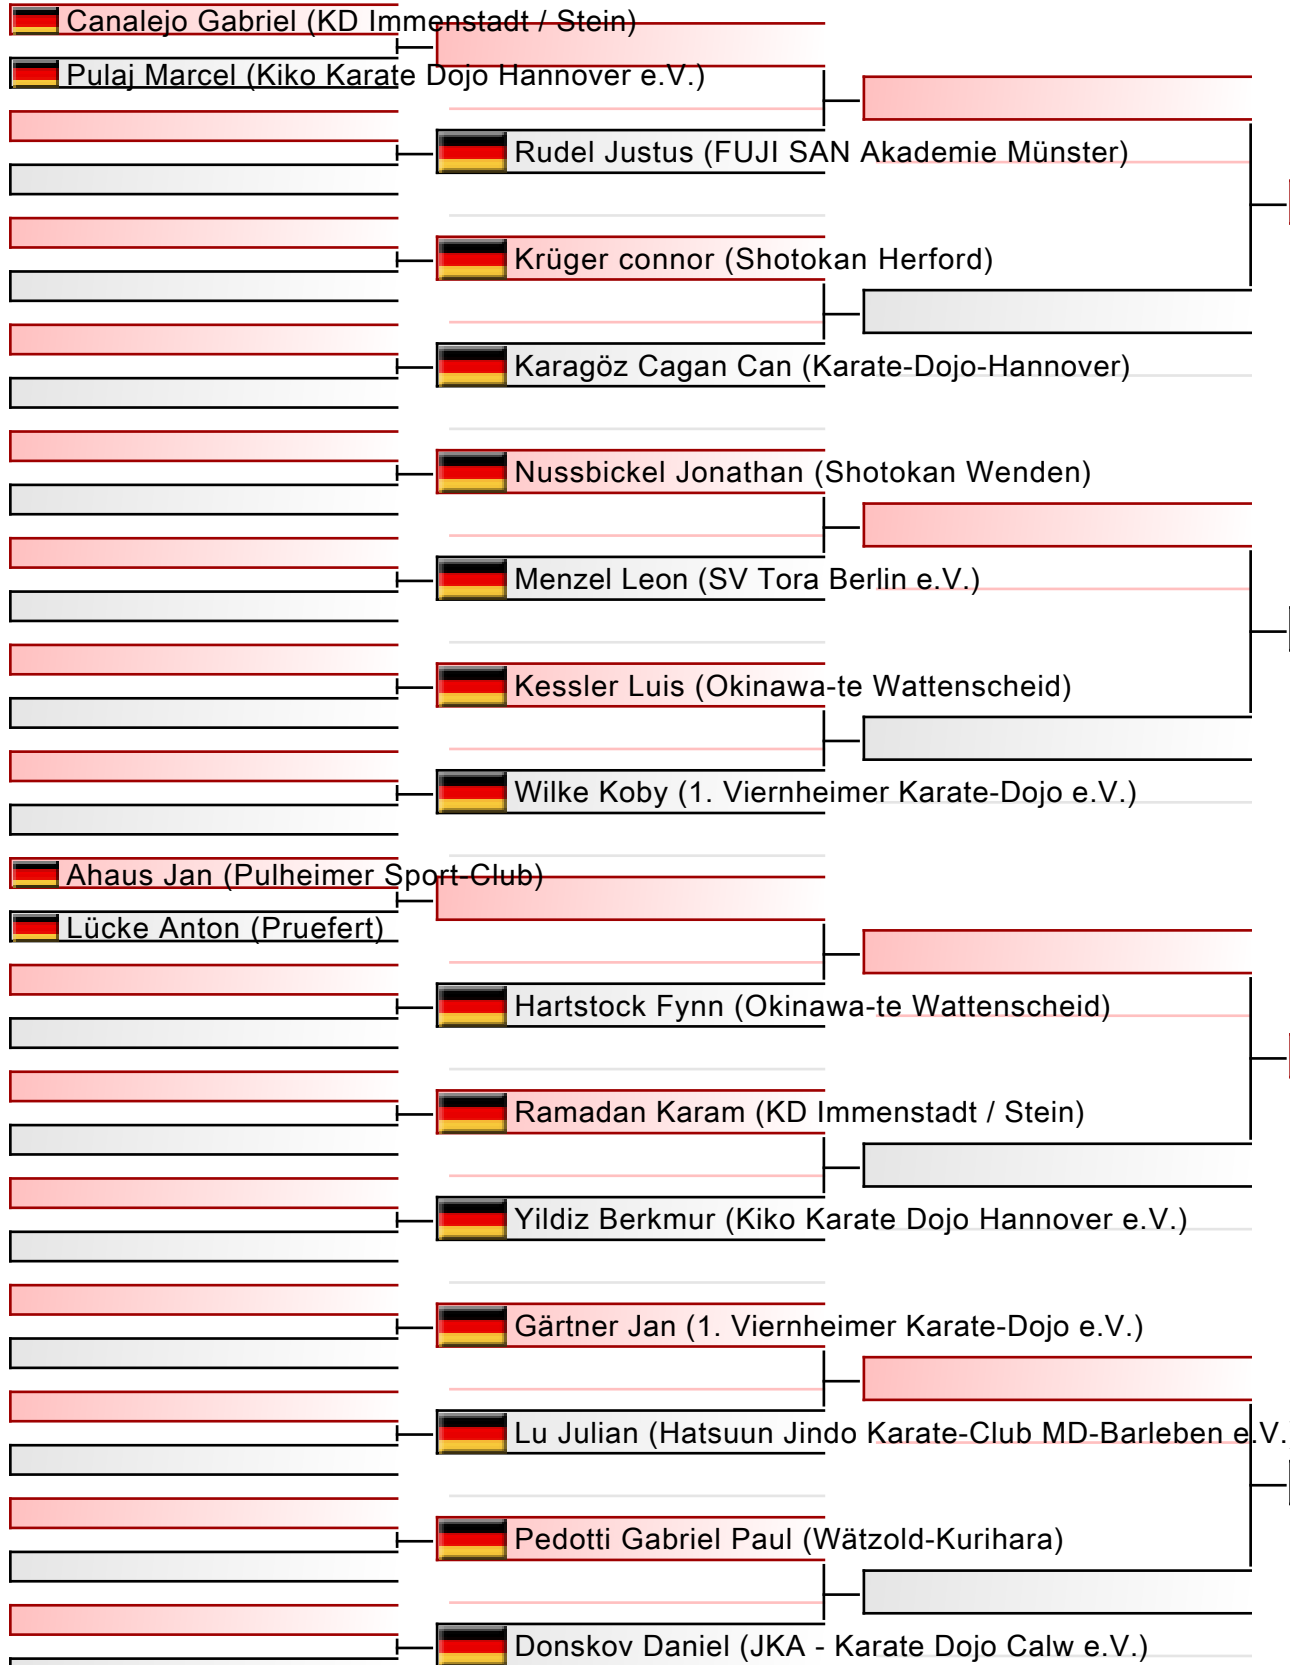 Canalejo Gabriel (KD Immenstadt / Stein)
Pulaj Marcel (Kiko Karate Dojo Hannover e.V.)
Rudel Justus (FUJI SAN Akademie Münster)
Krüger connor (Shotokan Herford)
Karagöz Cagan Can (Karate-Dojo-Hannover)
Nussbickel Jonathan (Shotokan Wenden)
Menzel Leon (SV Tora Berlin e.V.)
Kessler Luis (Okinawa-te Wattenscheid)
Wilke Koby (1. Viernheimer Karate-Dojo e.V.)
Ahaus Jan (Pulheimer Sport-Club)
Lücke Anton (Pruefert)
Hartstock Fynn (Okinawa-te Wattenscheid)
Ramadan Karam (KD Immenstadt / Stein)
Yildiz Berkmur (Kiko Karate Dojo Hannover e.V.)
Gärtner Jan (1. Viernheimer Karate-Dojo e.V.)
Lu Julian (Hatsuun Jindo Karate-Club MD-Barleben e.V.
Pedotti Gabriel Paul (Wätzold-Kurihara)
Donskov Daniel (JKA - Karate Dojo Calw e.V.)